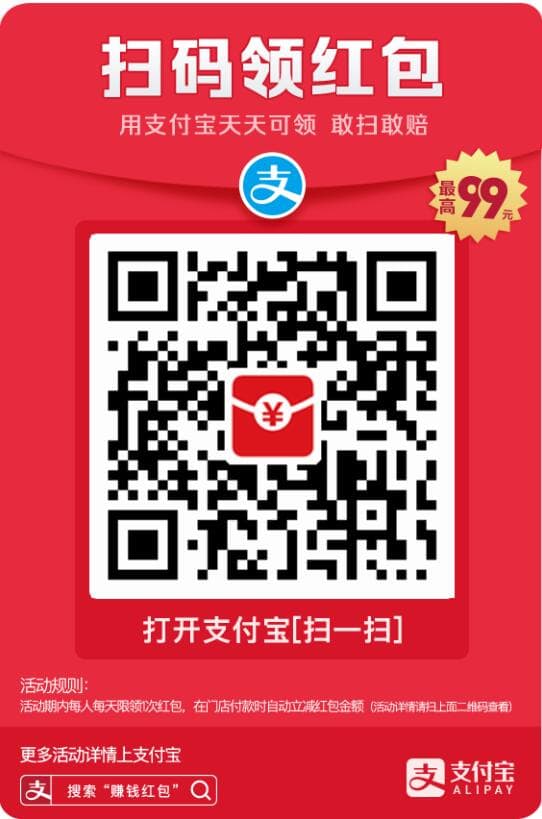 扫码领红包
用支付宝天天可领 敢扫敢赔
支
最高99元
¥
打开支付宝[扫一扫]
活动规则：
活动期内每人每天限领1次红包，在门店付款时自动立减红包金额（活动详情请扫上面二维码查看）
更多活动详情上支付宝
支 搜索“赚钱红包”
支 支付宝
ALIPAY